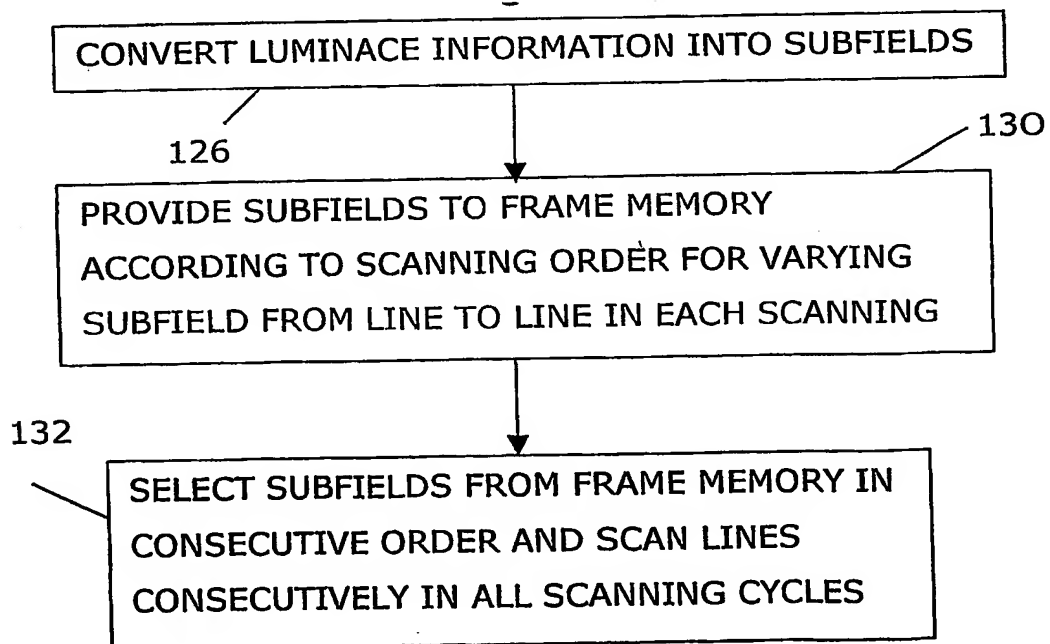 CONVERT LUMINACE INFORMATION INTO SUBFIELDS
126
130
PROVIDE SUBFIELDS TO FRAME MEMORY
ACCORDING TO SCANNING ORDER FOR VARYING
SUBFIELD FROM LINE TO LINE IN EACH SCANNING
132
SELECT SUBFIELDS FROM FRAME MEMORY IN
CONSECUTIVE ORDER AND SCAN LINES
CONSECUTIVELY IN ALL SCANNING CYCLES